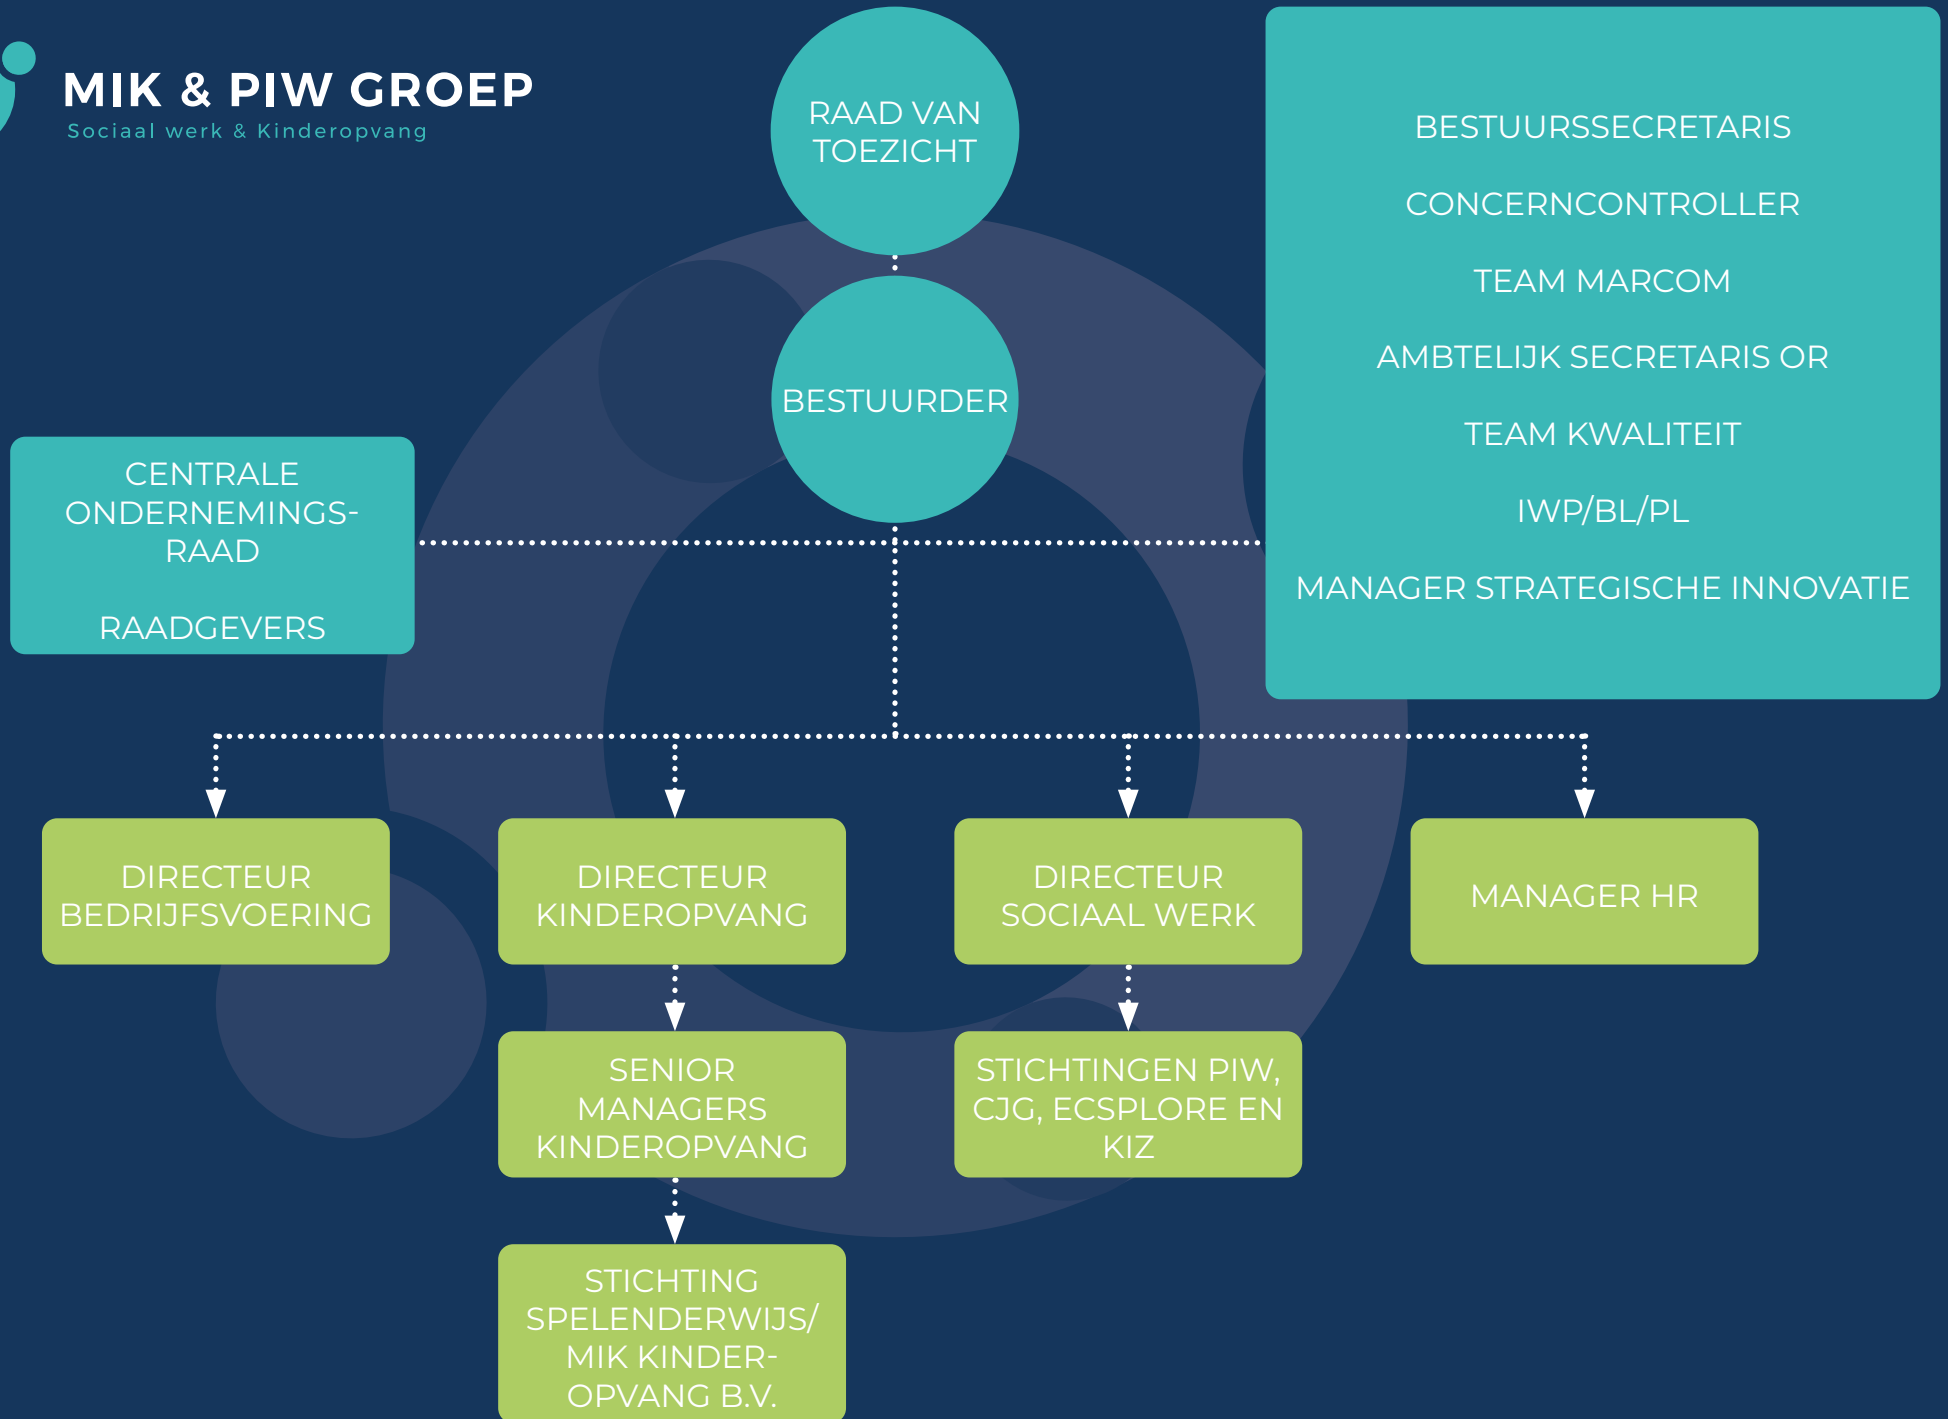 MIK & PIW GROEP
Sociaal werk & Kinderopvang
RAAD VAN
TOEZICHT
BESTUURDER
BESTUURSSECRETARIS
CONCERNCONTROLLER
TEAM MARCOM
AMBTELIJK SECRETARIS OR
TEAM KWALITEIT
IWP/BL/PL
MANAGER STRATEGISCHE INNOVATIE
CENTRALE
ONDERNEMINGS-
RAAD
RAADGEVERS
DIRECTEUR
BEDRIJFSVOERING
DIRECTEUR
KINDEROPVANG
DIRECTEUR
SOCIAAL WERK
MANAGER HR
SENIOR
MANAGERS
KINDEROPVANG
STICHTINGEN PIW,
CJG, ECSPLORE EN
KIZ
STICHTING
SPELENDERWIJS/
MIK KINDER-
OPVANG B.V.